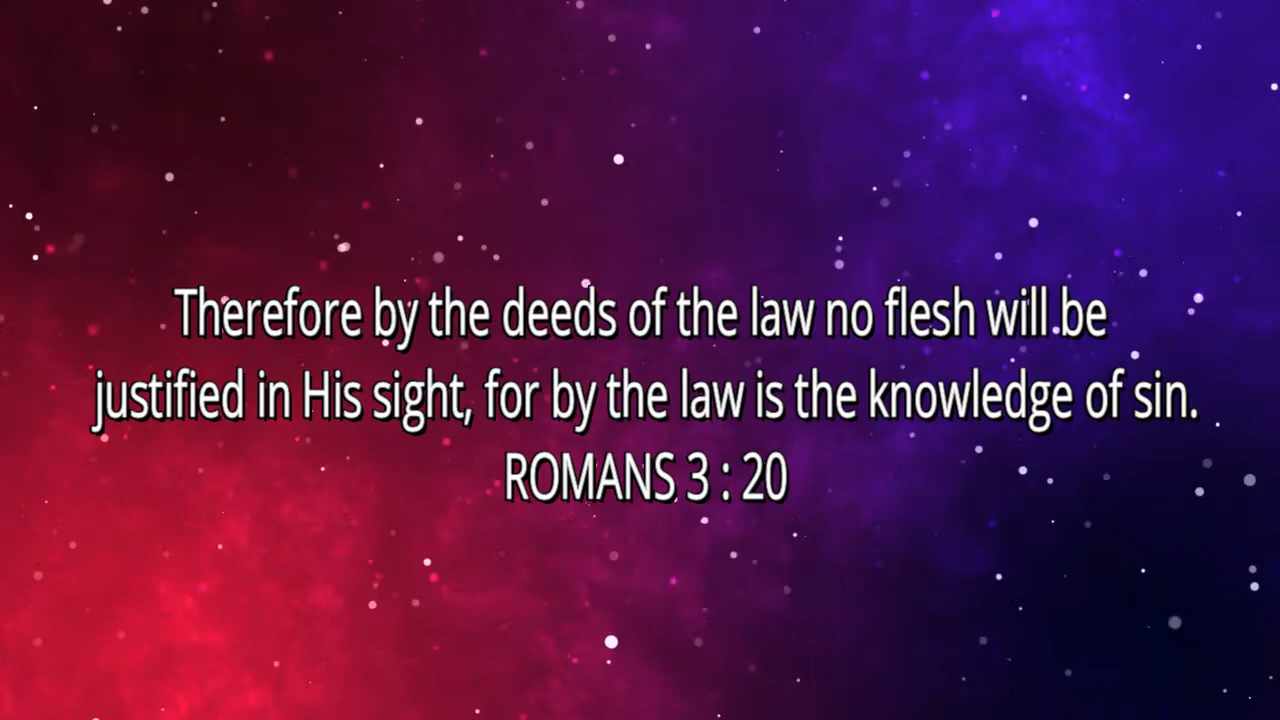 Therefore by the deeds of the law no flesh will be
justified in His sight, for by the law is the knowledge of sin.
ROMANS 3 : 20